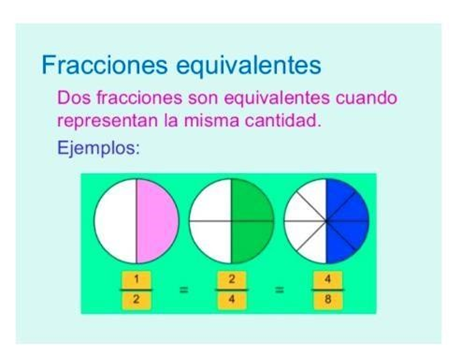 Fracciones equivalentes
Dos fracciones son equivalentes cuando
representan la misma cantidad.
Ejemplos:
1/2 = 2/4 = 4/8